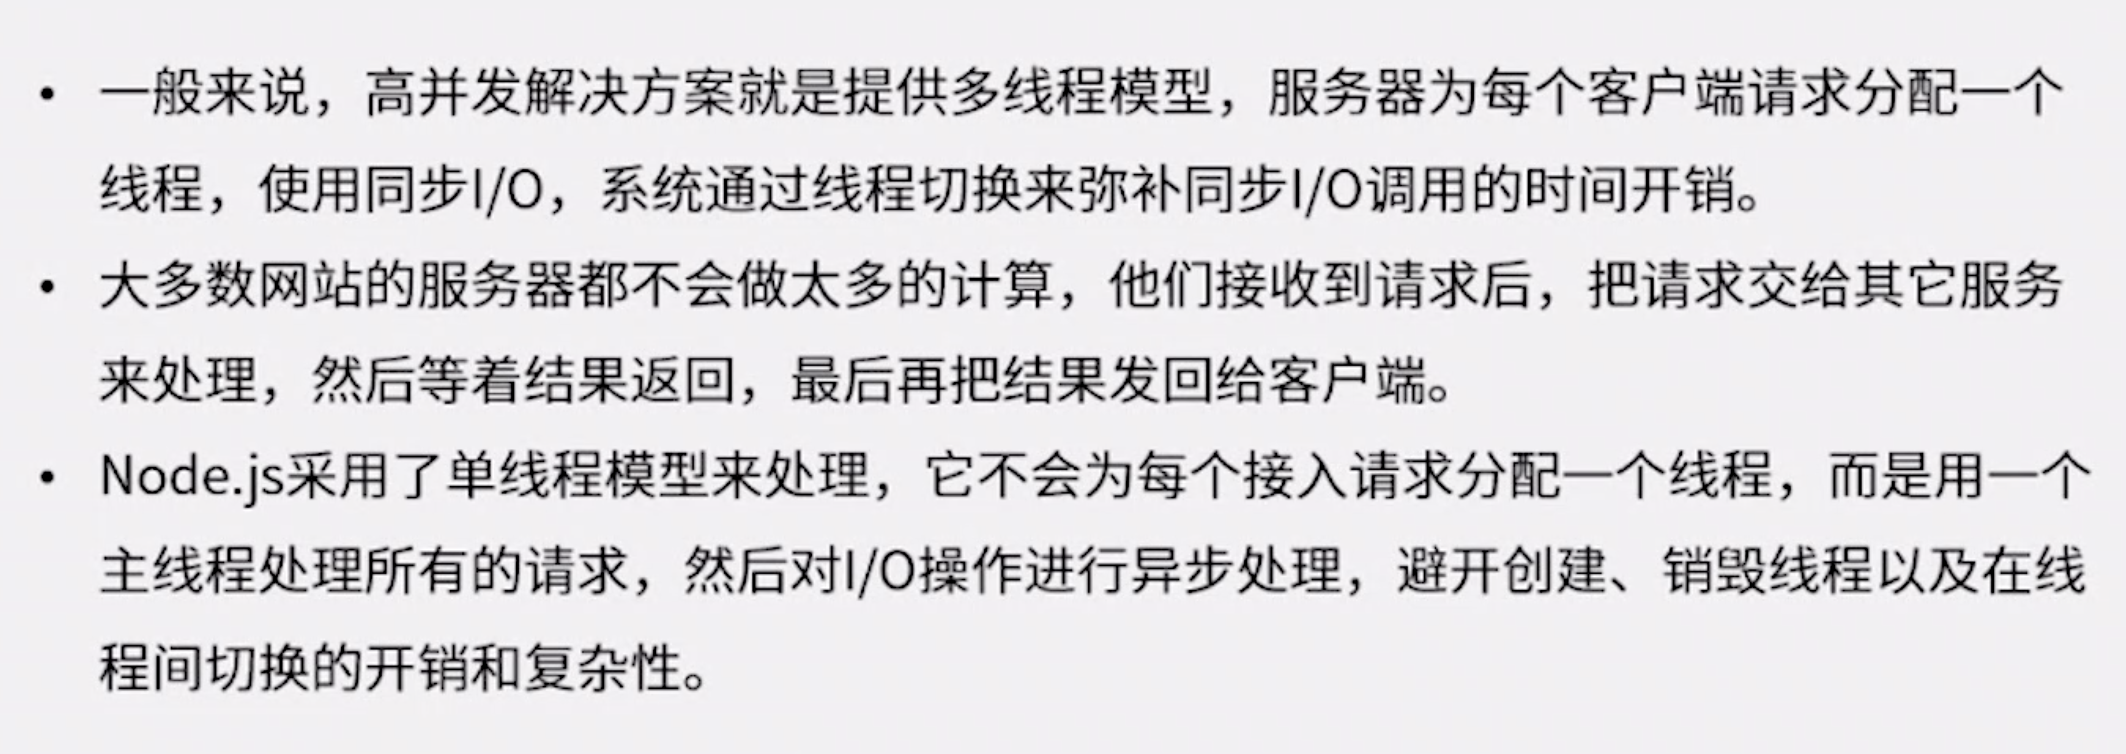 • 一般来说，高并发解决方案就是提供多线程模型，服务器为每个客户端请求分配一个
线程，使用同步I/O，系统通过线程切换来弥补同步I/O调用的时间开销。
• 大多数网站的服务器都不会做太多的计算，他们接收到请求后，把请求交给其它服务
来处理，然后等着结果返回，最后再把结果发回给客户端。
• Node.js采用了单线程模型来处理，它不会为每个接入请求分配一个线程，而是用一个
主线程处理所有的请求，然后对I/O操作进行异步处理，避开创建、销毁线程以及在线
程间切换的开销和复杂性。